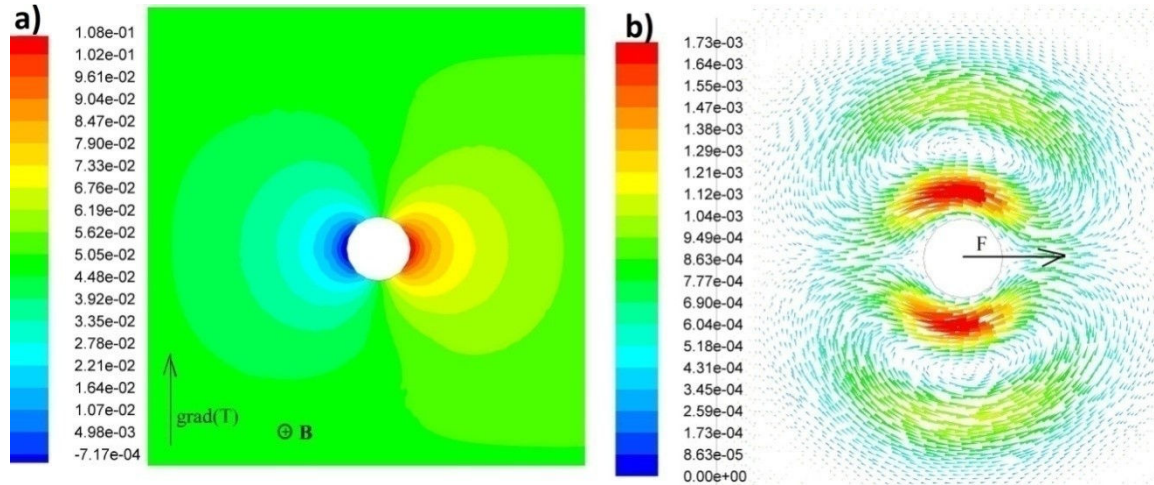 a)
1.08e-01
1.02e-01
9.61e-02
9.04e-02
8.47e-02
7.90e-02
7.33e-02
6.76e-02
6.19e-02
5.62e-02
5.05e-02
4.48e-02
3.92e-02
3.35e-02
2.78e-02
2.21e-02
1.64e-02
1.07e-02
4.98e-03
-7.17e-04
grad(T)
B
b)
1.73e-03
1.64e-03
1.55e-03
1.47e-03
1.38e-03
1.29e-03
1.21e-03
1.12e-03
1.04e-03
9.49e-04
8.63e-04
7.77e-04
6.90e-04
6.04e-04
5.18e-04
4.31e-04
3.45e-04
2.59e-04
1.73e-04
8.63e-05
0.00e+00
F